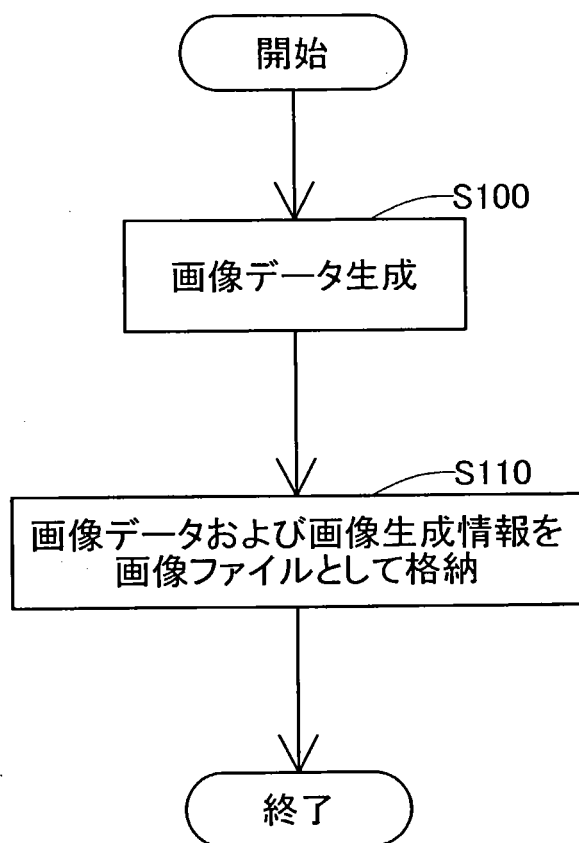 開始
S100
画像データ生成
S110
画像データおよび画像生成情報を
画像ファイルとして格納
終了